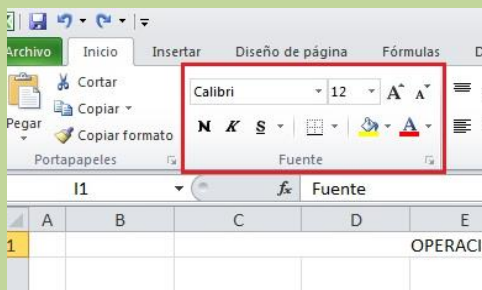 Archivo Inicio Insertar Diseño de página Fórmulas D
Cortar
Copiar
Copiar formato
Pegar
Portapapeles
Calibri 12 A A
N K S A
Fuente
I1 fx Fuente
A B C D E
1 OPERACI